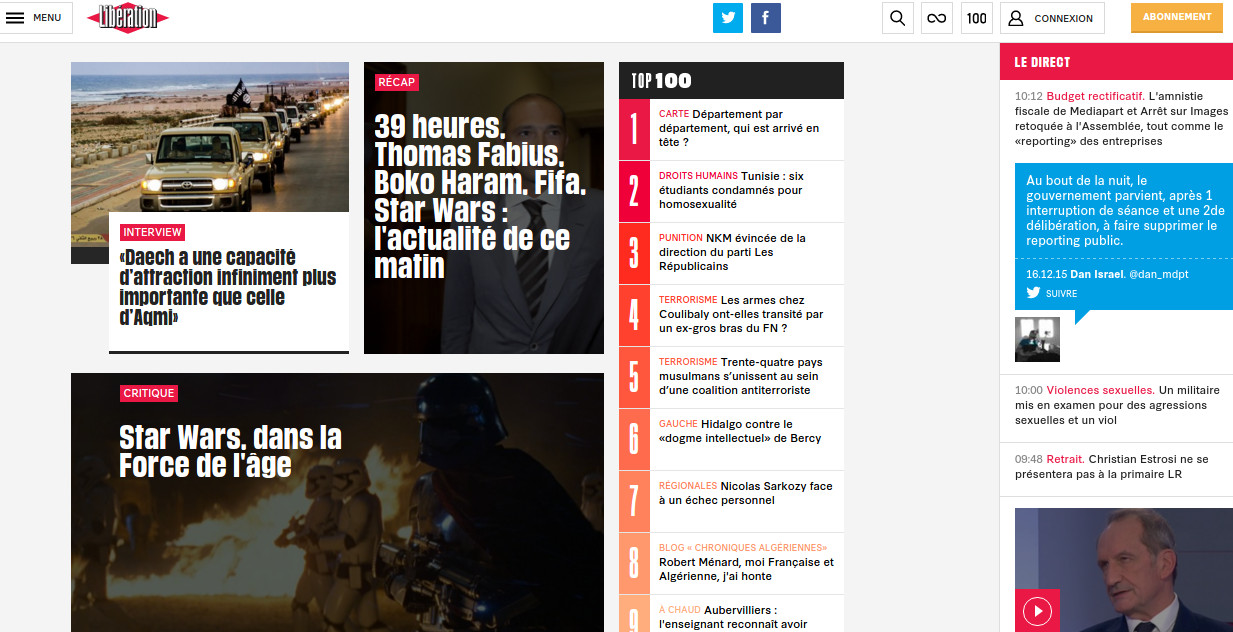 MENU
Libération
100
CONNEXION
ABONNEMENT
INTERVIEW
«Daech a une capacité
d'attraction infiniment plus
importante que celle
d'Aqmi»
RÉCAP
39 heures,
Thomas Fabius,
Boko Haram, Fifa,
Star Wars :
l'actualité de ce
matin
CRITIQUE
Star Wars, dans la
Force de l'âge
TOP 100
1
CARTE Département par
département, qui est arrivé en
tête ?
2
DROITS HUMAINS Tunisie : six
étudiants condamnés pour
homosexualité
3
PUNITION NKM évincée de la
direction du parti Les
Républicains
4
TERRORISME Les armes chez
Coulibaly ont-elles transité par
un ex-gros bras du FN ?
5
TERRORISME Trente-quatre pays
musulmans s'unissent au sein
d'une coalition antiterroriste
6
GAUCHE Hidalgo contre le
«dogme intellectuel» de Bercy
7
RÉGIONALES Nicolas Sarkozy face
à un échec personnel
8
BLOG « CHRONIQUES ALGÉRIENNES»
Robert Ménard, moi Française et
Algérienne, j'ai honte
9
A CHAUD Aubervilliers :
l'enseignant reconnaît avoir
LE DIRECT
10:12 Budget rectificatif. L'amnistie
fiscale de Mediapart et Arrêt sur Images
retoquée à l'Assemblée, tout comme le
«reporting» des entreprises
Au bout de la nuit, le
gouvernement parvient, après 1
interruption de séance et une 2de
délibération, à faire supprimer le
reporting public.
16.12.15 Dan Israel. @dan_mdpt
SUIVRE
10:00 Violences sexuelles. Un militaire
mis en examen pour des agressions
sexuelles et un viol
09:48 Retrait. Christian Estrosi ne se
présentera pas à la primaire LR